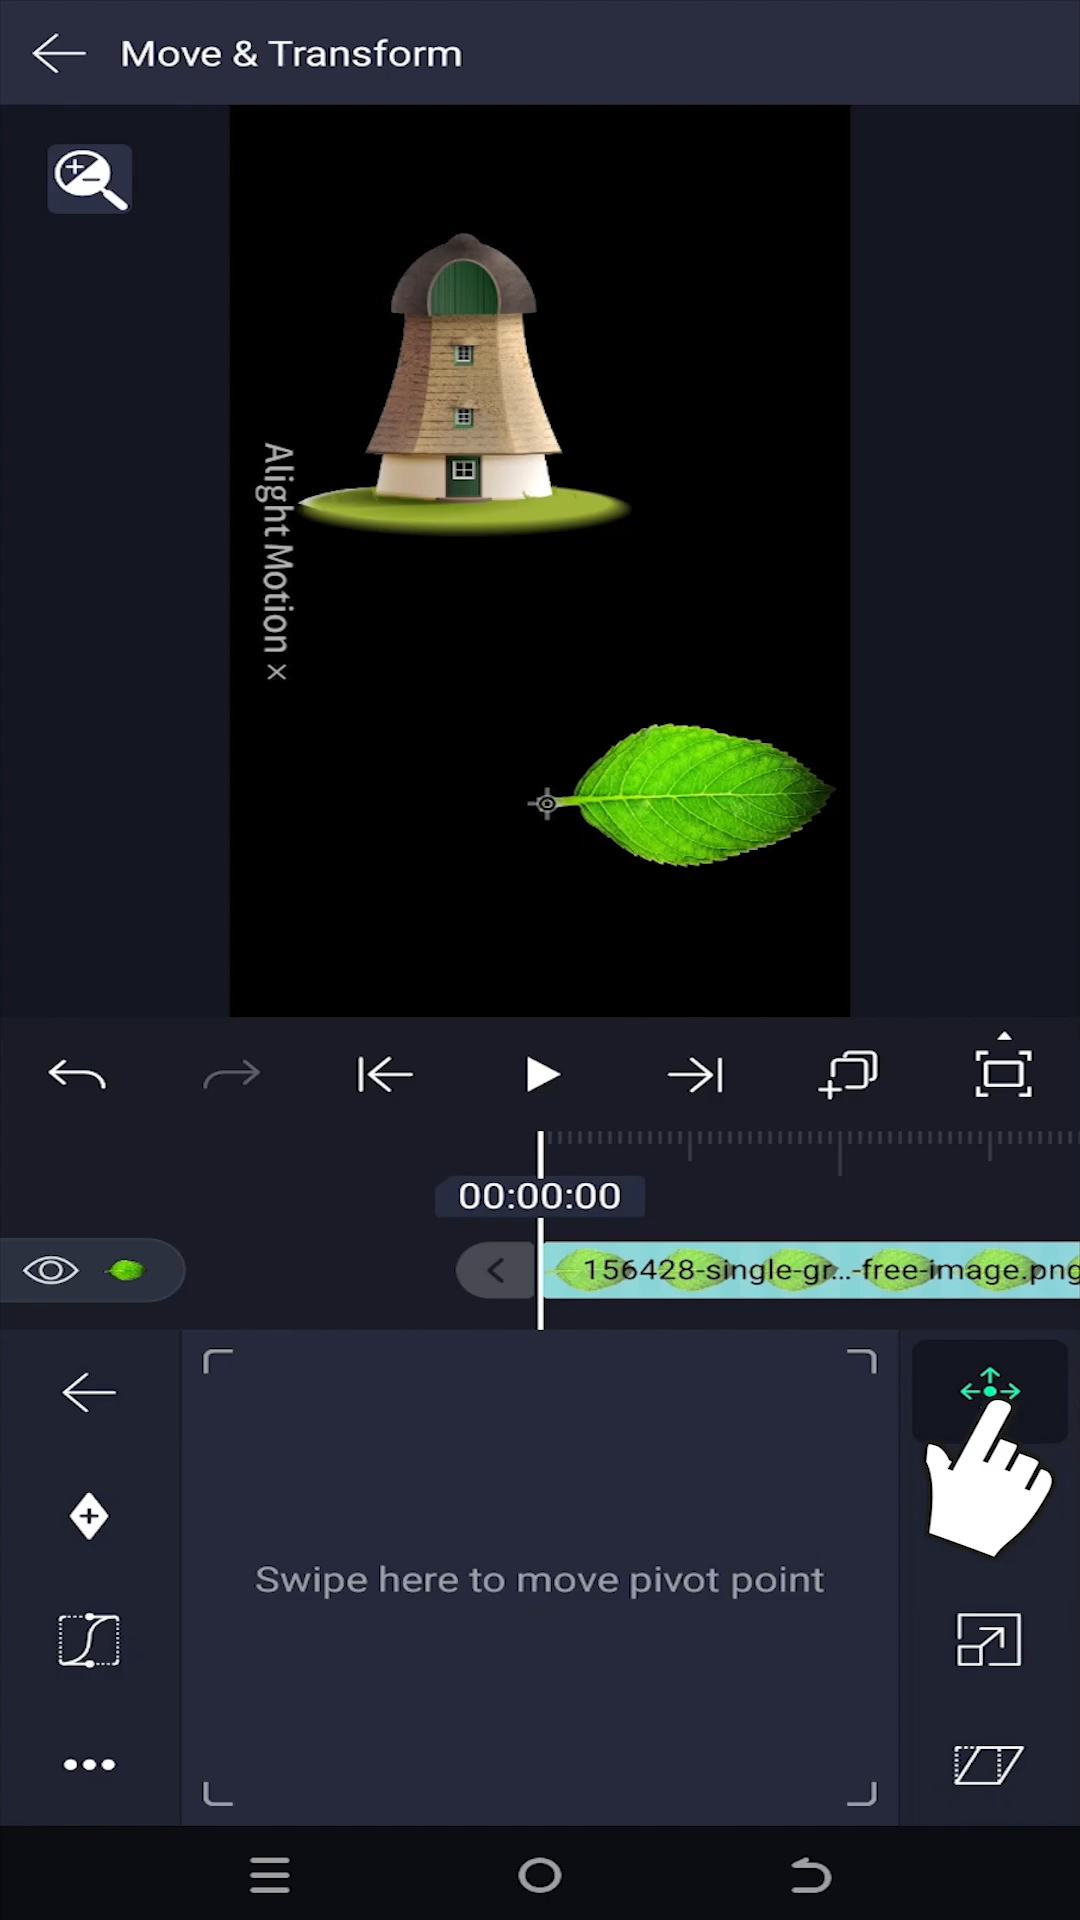 Move & Transform
Alight Motion ×
00:00:00
156428-single-gr...-free-image.png
Swipe here to move pivot point